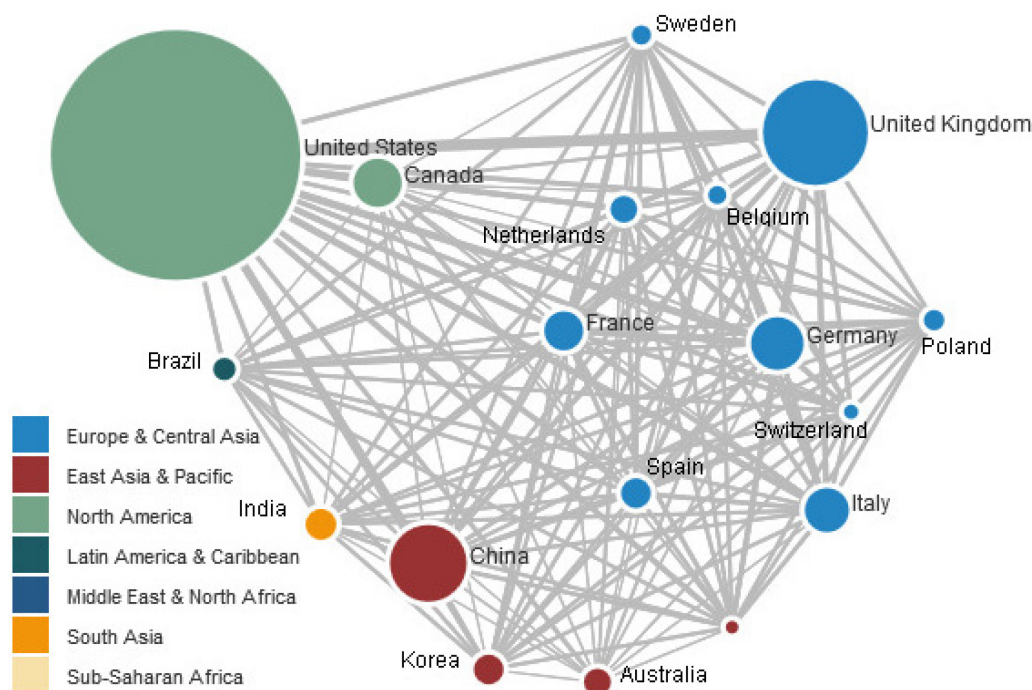 Sweden
United Kingdom
United States
Canada
Belqium
Netherlands
France
Germany
Poland
Brazil
Switzerland
Spain
Italy
India
China
Korea
Australia
Europe & Central Asia
East Asia & Pacific
North America
Latin America & Caribbean
Middle East & North Africa
South Asia
Sub-Saharan Africa